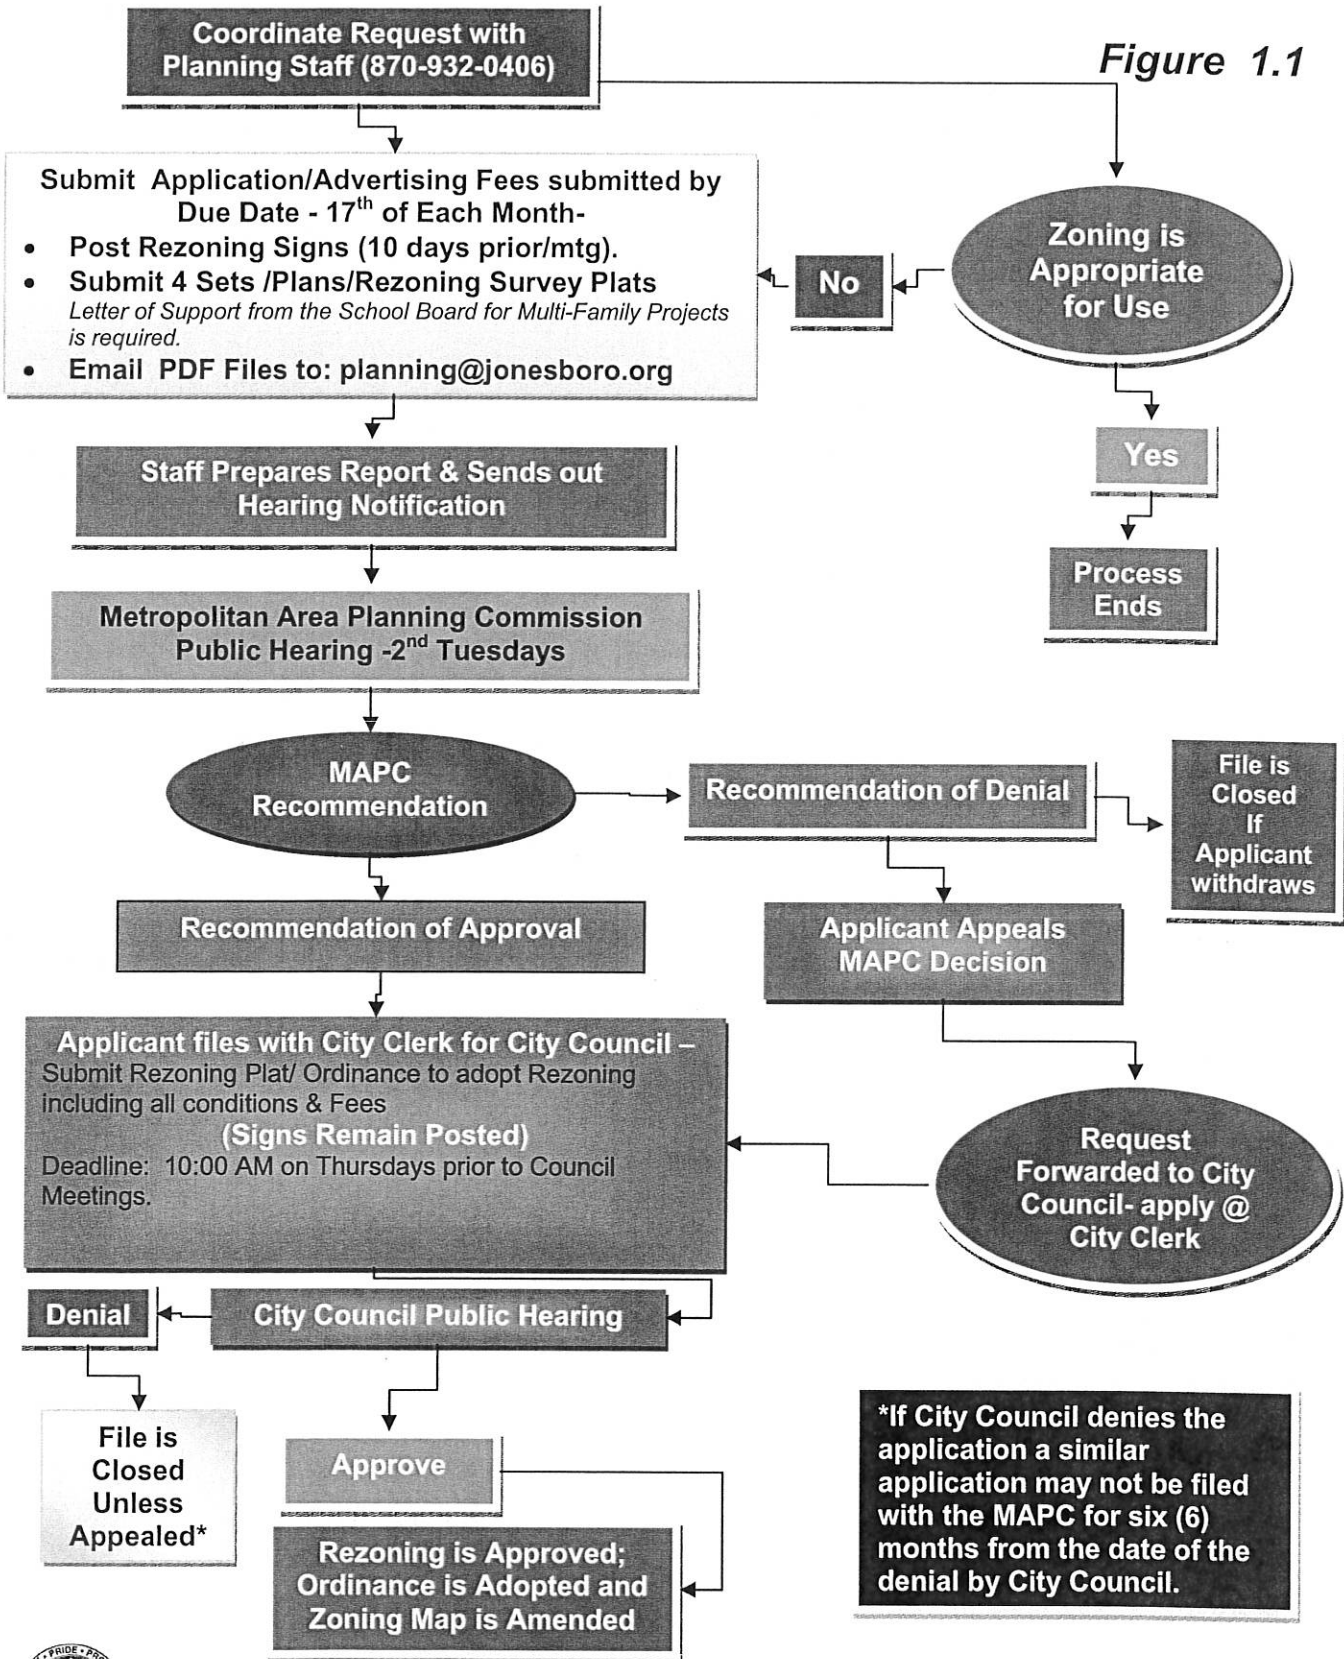 Figure 1.1
Coordinate Request with
Planning Staff (870-932-0406)
Submit Application/Advertising Fees submitted by
Due Date - 17th of Each Month-
• Post Rezoning Signs (10 days prior/mtg).
• Submit 4 Sets /Plans/Rezoning Survey Plats
Letter of Support from the School Board for Multi-Family Projects
is required.
• Email PDF Files to: planning@jonesboro.org
No
Zoning is
Appropriate
for Use
Yes
Process
Ends
Staff Prepares Report & Sends out
Hearing Notification
Metropolitan Area Planning Commission
Public Hearing -2nd Tuesdays
MAPC
Recommendation
Recommendation of Denial
File is
Closed
If
Applicant
withdraws
Recommendation of Approval
Applicant Appeals
MAPC Decision
Applicant files with City Clerk for City Council –
Submit Rezoning Plat/ Ordinance to adopt Rezoning
including all conditions & Fees
(Signs Remain Posted)
Deadline: 10:00 AM on Thursdays prior to Council
Meetings.
Request
Forwarded to City
Council- apply @
City Clerk
Denial
City Council Public Hearing
File is
Closed
Unless
Appealed*
Approve
Rezoning is Approved;
Ordinance is Adopted and
Zoning Map is Amended
*If City Council denies the
application a similar
application may not be filed
with the MAPC for six (6)
months from the date of the
denial by City Council.
PRIDE